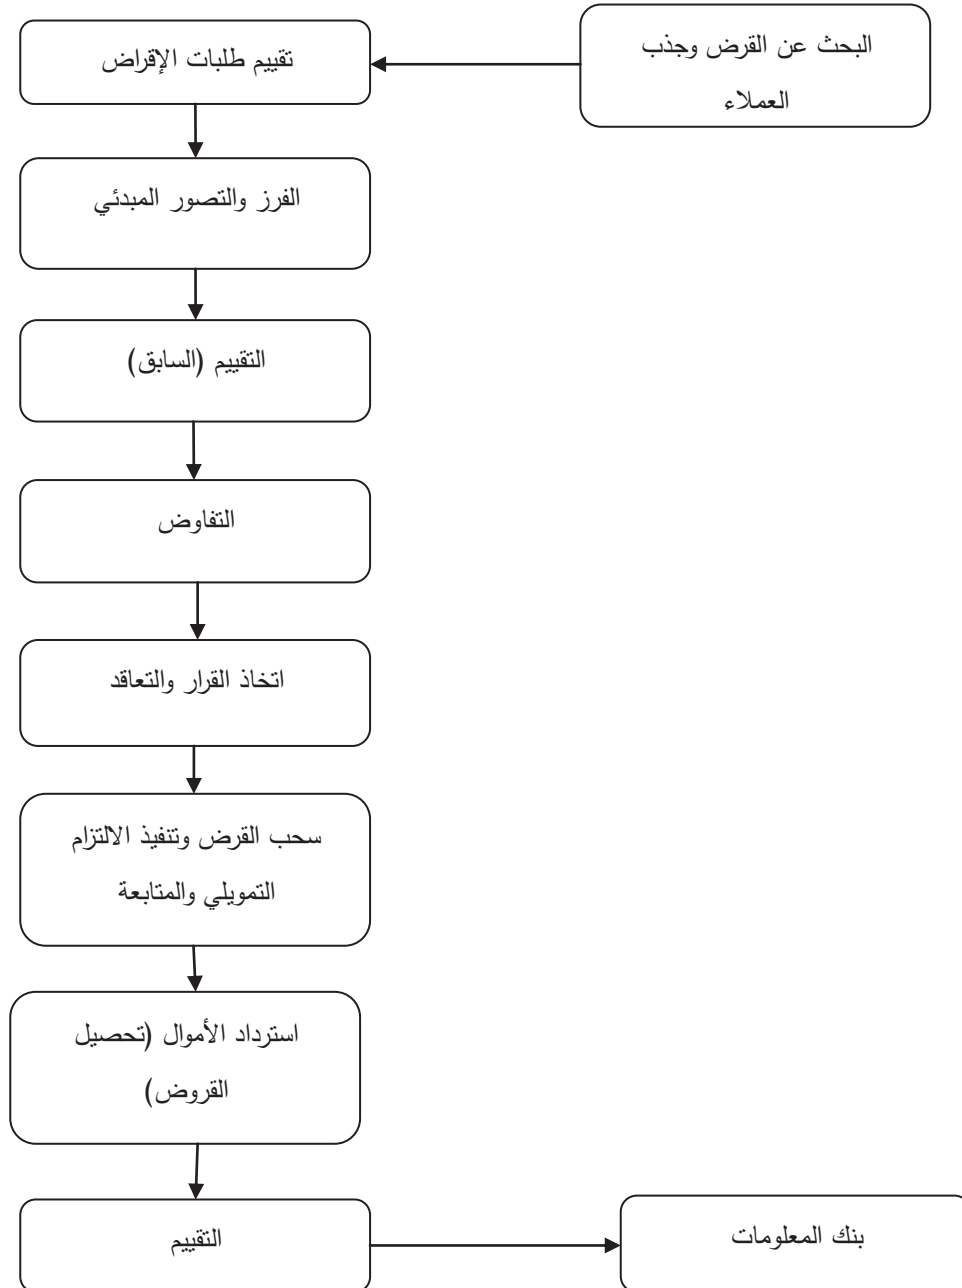 البحث عن القرض وجذب
العملاء
تقييم طلبات الإقراض
الفرز والتصور المبدئي
التقييم (السابق)
التفاوض
اتخاذ القرار والتعاقد
سحب القرض وتنفيذ الالتزام
التمويلي والمتابعة
استرداد الأموال (تحصيل
القروض)
التقييم
بنك المعلومات